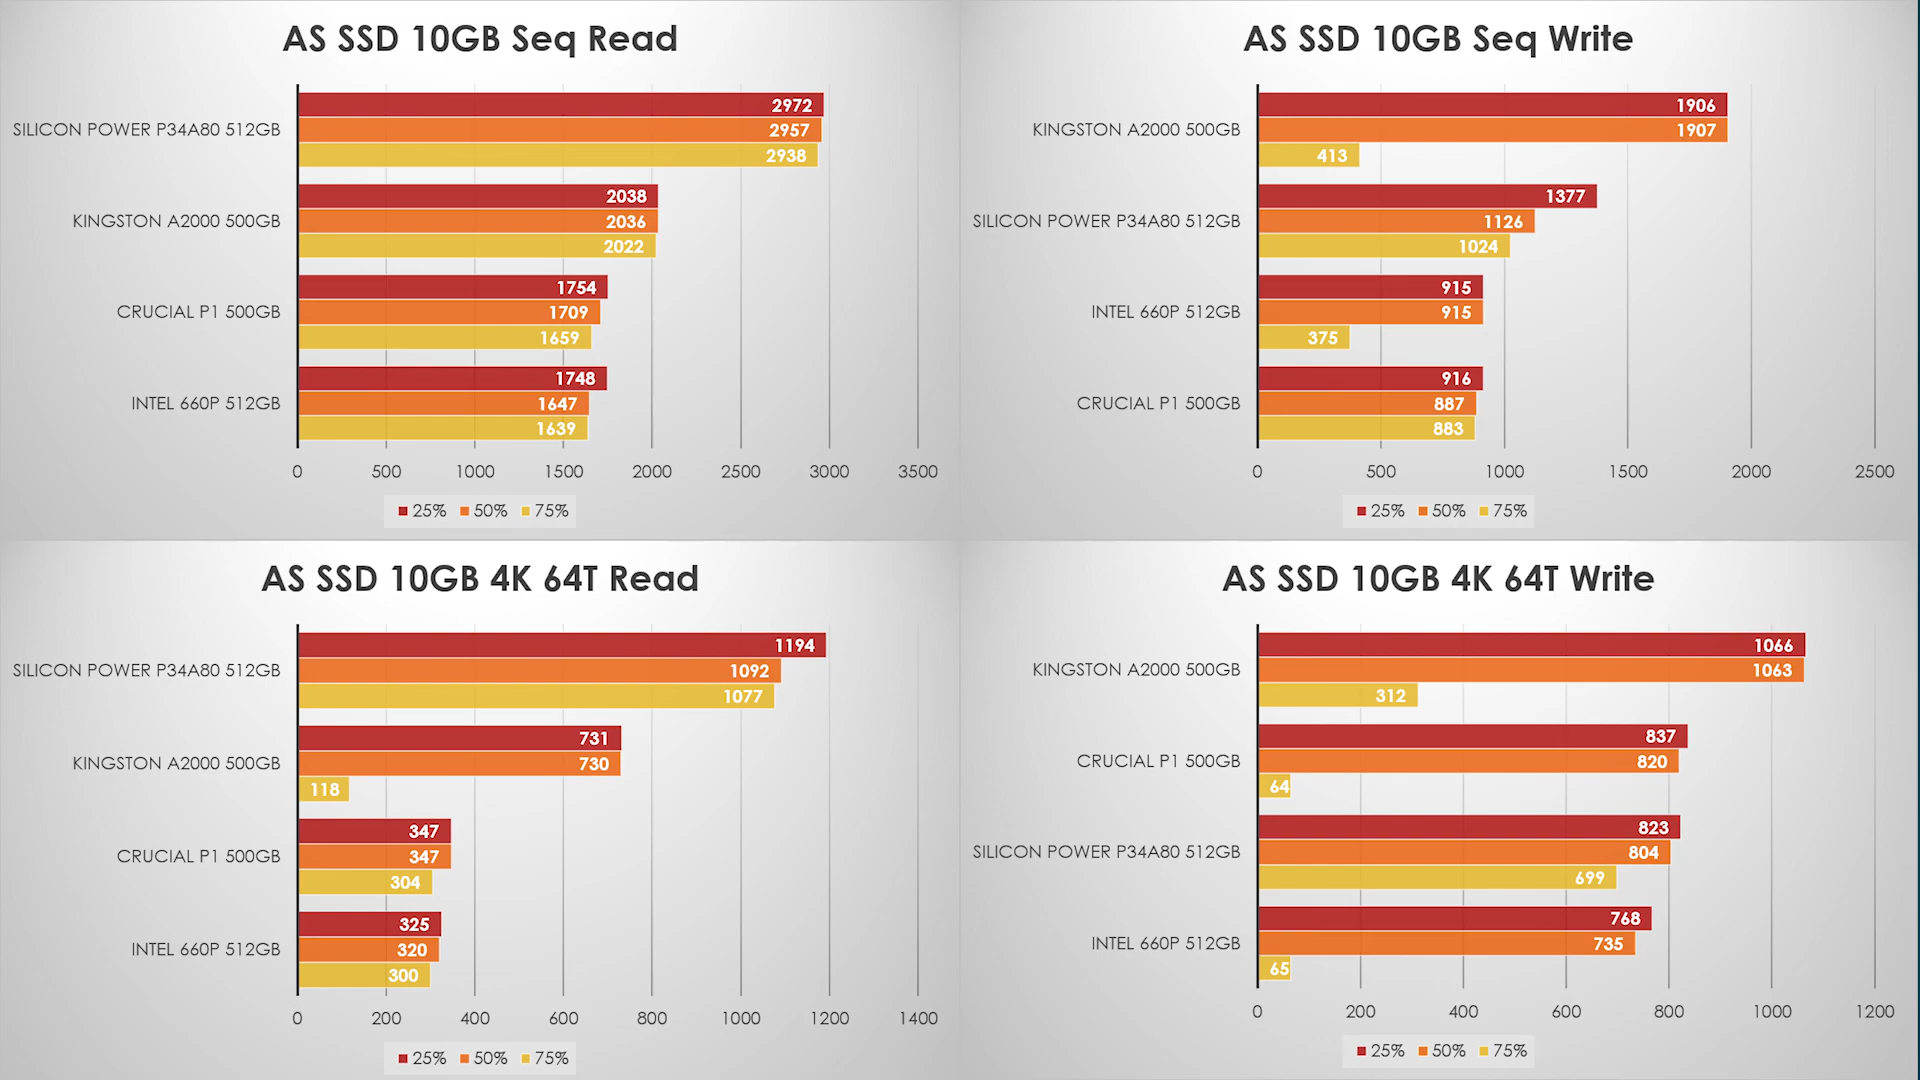 AS SSD 10GB Seq Read
SILICON POWER P34A80 512GB
2972
2957
2938
KINGSTON A2000 500GB
2038
2036
2022
CRUCIAL P1 500GB
1754
1709
1659
INTEL 660P 512GB
1748
1647
1639
0 500 1000 1500 2000 2500 3000 3500
25% 50% 75%
AS SSD 10GB Seq Write
KINGSTON A2000 500GB
1906
1907
413
SILICON POWER P34A80 512GB
1377
1126
1024
INTEL 660P 512GB
915
915
375
CRUCIAL P1 500GB
916
887
883
0 500 1000 1500 2000 2500
25% 50% 75%
AS SSD 10GB 4K 64T Read
SILICON POWER P34A80 512GB
1194
1092
1077
KINGSTON A2000 500GB
731
730
118
CRUCIAL P1 500GB
347
347
304
INTEL 660P 512GB
325
320
300
0 200 400 600 800 1000 1200 1400
25% 50% 75%
AS SSD 10GB 4K 64T Write
KINGSTON A2000 500GB
1066
1063
312
CRUCIAL P1 500GB
837
820
64
SILICON POWER P34A80 512GB
823
804
699
INTEL 660P 512GB
768
735
65
0 200 400 600 800 1000 1200
25% 50% 75%